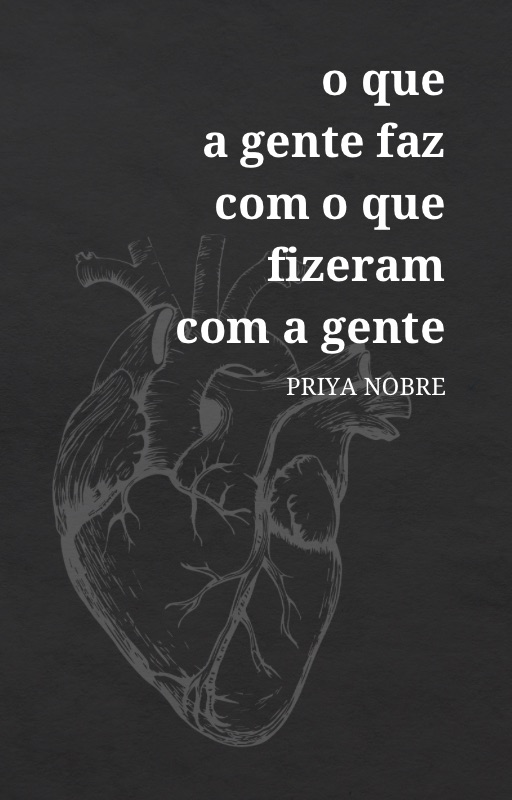 o que
a gente faz
com o que
fizeram
com a gente
PRIYA NOBRE